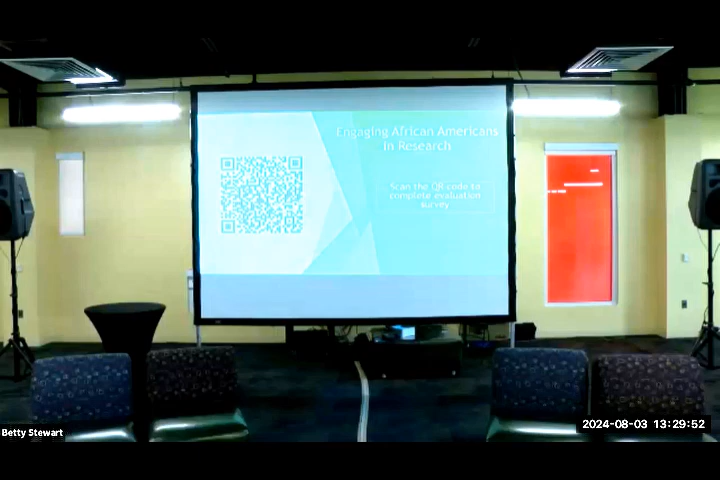 Engaging African Americans
in Research
Scan the QR code to
complete evaluation
survey
2024-08-03 13:29:52
Betty Stewart